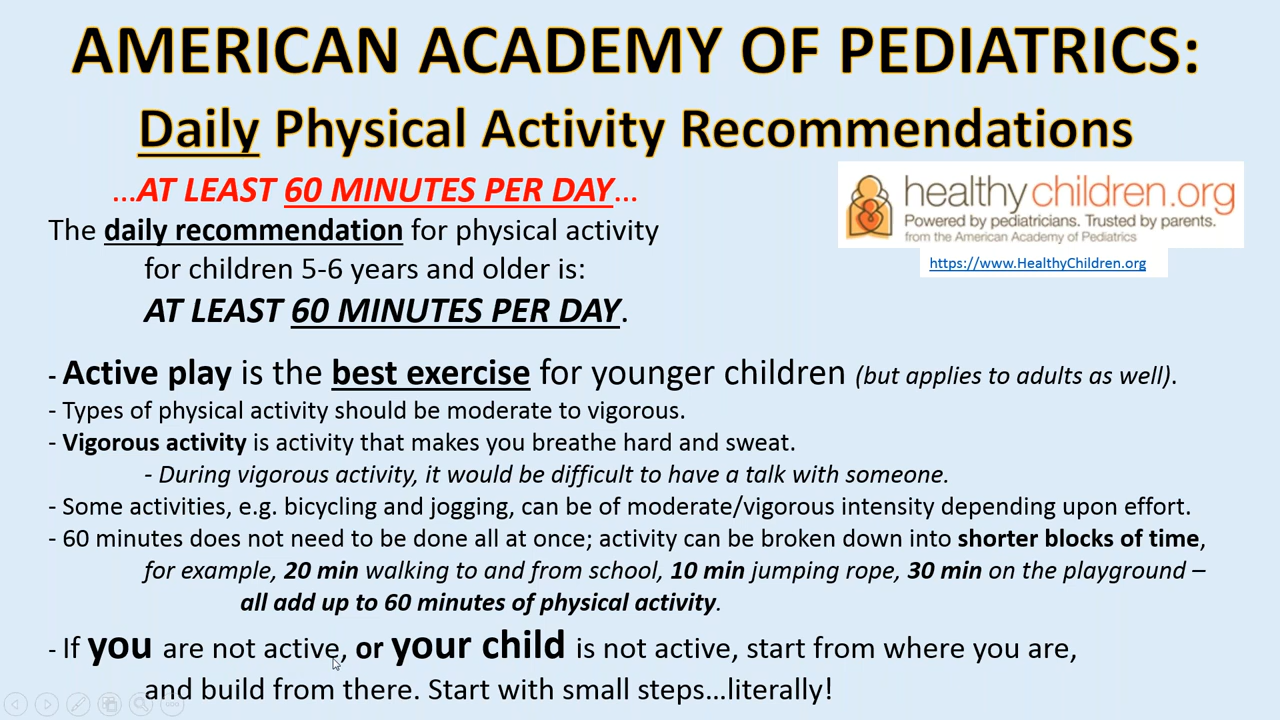 AMERICAN ACADEMY OF PEDIATRICS:
Daily Physical Activity Recommendations
...AT LEAST 60 MINUTES PER DAY...
The daily recommendation for physical activity
for children 5-6 years and older is:
AT LEAST 60 MINUTES PER DAY.
healthychildren.org
Powered by pediatricians. Trusted by parents.
from the American Academy of Pediatrics
https://www.HealthyChildren.org
- Active play is the best exercise for younger children (but applies to adults as well).
- Types of physical activity should be moderate to vigorous.
- Vigorous activity is activity that makes you breathe hard and sweat.
- During vigorous activity, it would be difficult to have a talk with someone.
- Some activities, e.g. bicycling and jogging, can be of moderate/vigorous intensity depending upon effort.
- 60 minutes does not need to be done all at once; activity can be broken down into shorter blocks of time,
for example, 20 min walking to and from school, 10 min jumping rope, 30 min on the playground –
all add up to 60 minutes of physical activity.
- If you are not active, or your child is not active, start from where you are,
and build from there. Start with small steps...literally!